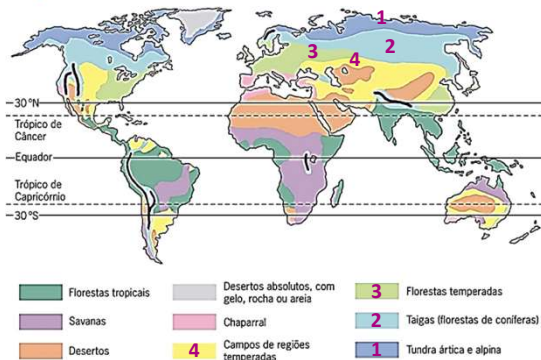 1
2
3
4
30°N
Trópico de
Câncer
Equador
Trópico de
Capricórnio
30°S
Florestas tropicais
Savanas
Desertos
Desertos absolutos, com
gelo, rocha ou areia
Chaparral
4 Campos de regiões
temperadas
3 Florestas temperadas
2 Taigas (florestas de coníferas)
1 Tundra ártica e alpina